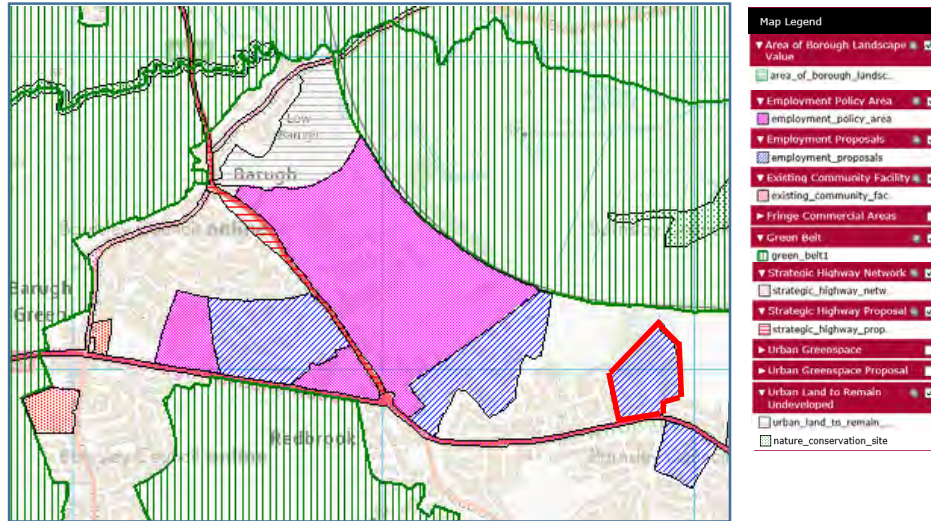 Low
Barugh
Barugh
Barugh
Green
Redbrook
Map Legend
▼ Area of Borough Landscape
Value
area_of_borough_landsc..
▼ Employment Policy Area
employment_policy_area
▼ Employment Proposals
employment_proposals
▼ Existing Community Facility
existing_community_fac..
► Fringe Commercial Areas
▼ Green Belt
green_belt1
▼ Strategic Highway Network
strategic_highway_netw..
▼ Strategic Highway Proposal
strategic_highway_prop..
► Urban Greenspace
► Urban Greenspace Proposal
▼ Urban Land to Remain
Undeveloped
urban_land_to_remain_..
nature_conservation_site